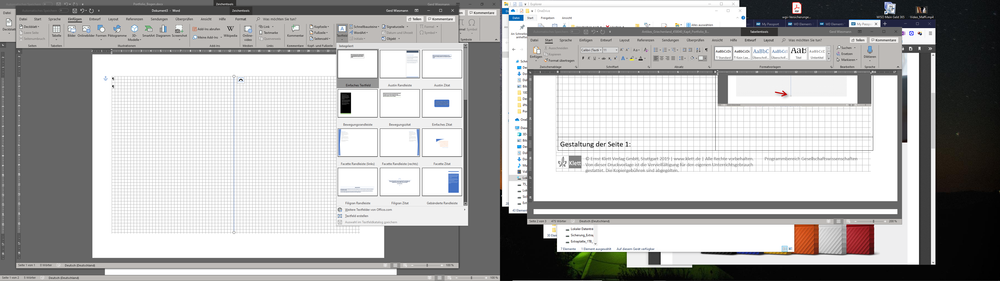 Automatisches Speichern
Portfolio_Bogen.docx
Zeichentools
Gerd Wiesmann
Automatisches Speichern
Dokument3 - Word
Zeichentools
Gerd Wiesmann
Datei
Datei Start Sprache Einfügen Entwurf Layout Referenzen Sendungen Überprüfen Ansicht Hilfe Format Was möchten Sie tun?
Teilen Kommentare
Kommentare
Deckblatt
Deckblatt
Leere Seite
Seitenumbruch
Seiten
Tabelle
Tabellen
Bilder Onlinebilder Formen Piktogramme 3D-Modelle SmartArt Diagramm Screenshot
Illustrationen
Add-Ins abrufen
Meine Add-Ins
Wikipedia
Add-Ins
Online-
video
Medien
Link
Textmarke
Querverweis
Links
Kommentar
Kommentare
Kopfzeile
Fußzeile
Seitenzahl
Kopf- und Fußzeile
Textfeld
Schnellbausteine
WordArt
Initiale
Signaturzeile
Datum und Uhrzeit
Objekt
Formel
Symbol
Symbol
Symbole
Integriert
Einfaches Textfeld Austin Randleiste Austin Zitat
Bewegungsrandleiste Bewegungszitat Einfaches Zitat
Facette Randleiste (links) Facette Randleiste (rechts) Facette Zitat
Filigran Randleiste Filigran Zitat Gebänderte Randleiste
Weitere Textfelder von Office.com
Textfeld erstellen
Auswahl im Textfeldkatalog speichern
Seite 1 von 1 0 Wörter Deutsch (Deutschland) 100 %
Seite 1 von 2 5 Wörter Deutsch (Deutschland) 100 %
Explorer
OneDrive
Datei Start Freigeben Ansicht
Alles auswählen
wgv-Versicherunge...
WISO Mein Geld 365
Video_Maffi.mp4
My Passport
WD Elements
WD Elements
My Passpo
Automatisches Speichern
Antikes_Griechenland_458040_Kap4_Portfolio_B...
Tabellentools
Gerd Wiesmann
Datei Start Sprache Einfügen Entwurf Layout Referenzen Sendungen Überprüfen Ansicht Hilfe Entwurf Layout Was möchten Sie tun?
Teilen Kommentare
Einfügen
Ausschneiden
Kopieren
Format übertragen
Zwischenablage
Calibri (Textk 11
F K U
Schriftart
Absatz
¶ Standard ¶ Kein Lee... Überschrif... Überschrif... Titel Untertitel
Formatvorlagen
Suchen
Ersetzen
Markieren
Bearbeiten
Diktieren
Sprache
Gestaltung der Seite 1:
Klett
© Ernst Klett Verlag GmbH, Stuttgart 2019 | www.klett.de | Alle Rechte vorbehalten. Programmbereich Gesellschaftswissenschaften
Von dieser Druckvorlage ist die Vervielfältigung für den eigenen Unterrichtsgebrauch
gestattet. Die Kopiergebühren sind abgegolten.
43 Element
Seite 2 von 3 475 Wörter Deutsch (Deutschland) 200 %
30 Elem
Lokaler Datenträ
Sicherung_Extrap
Extraplatte_1TB_
7 Elemente 1 Element ausgewählt Auf diesem Gerät verfügbar